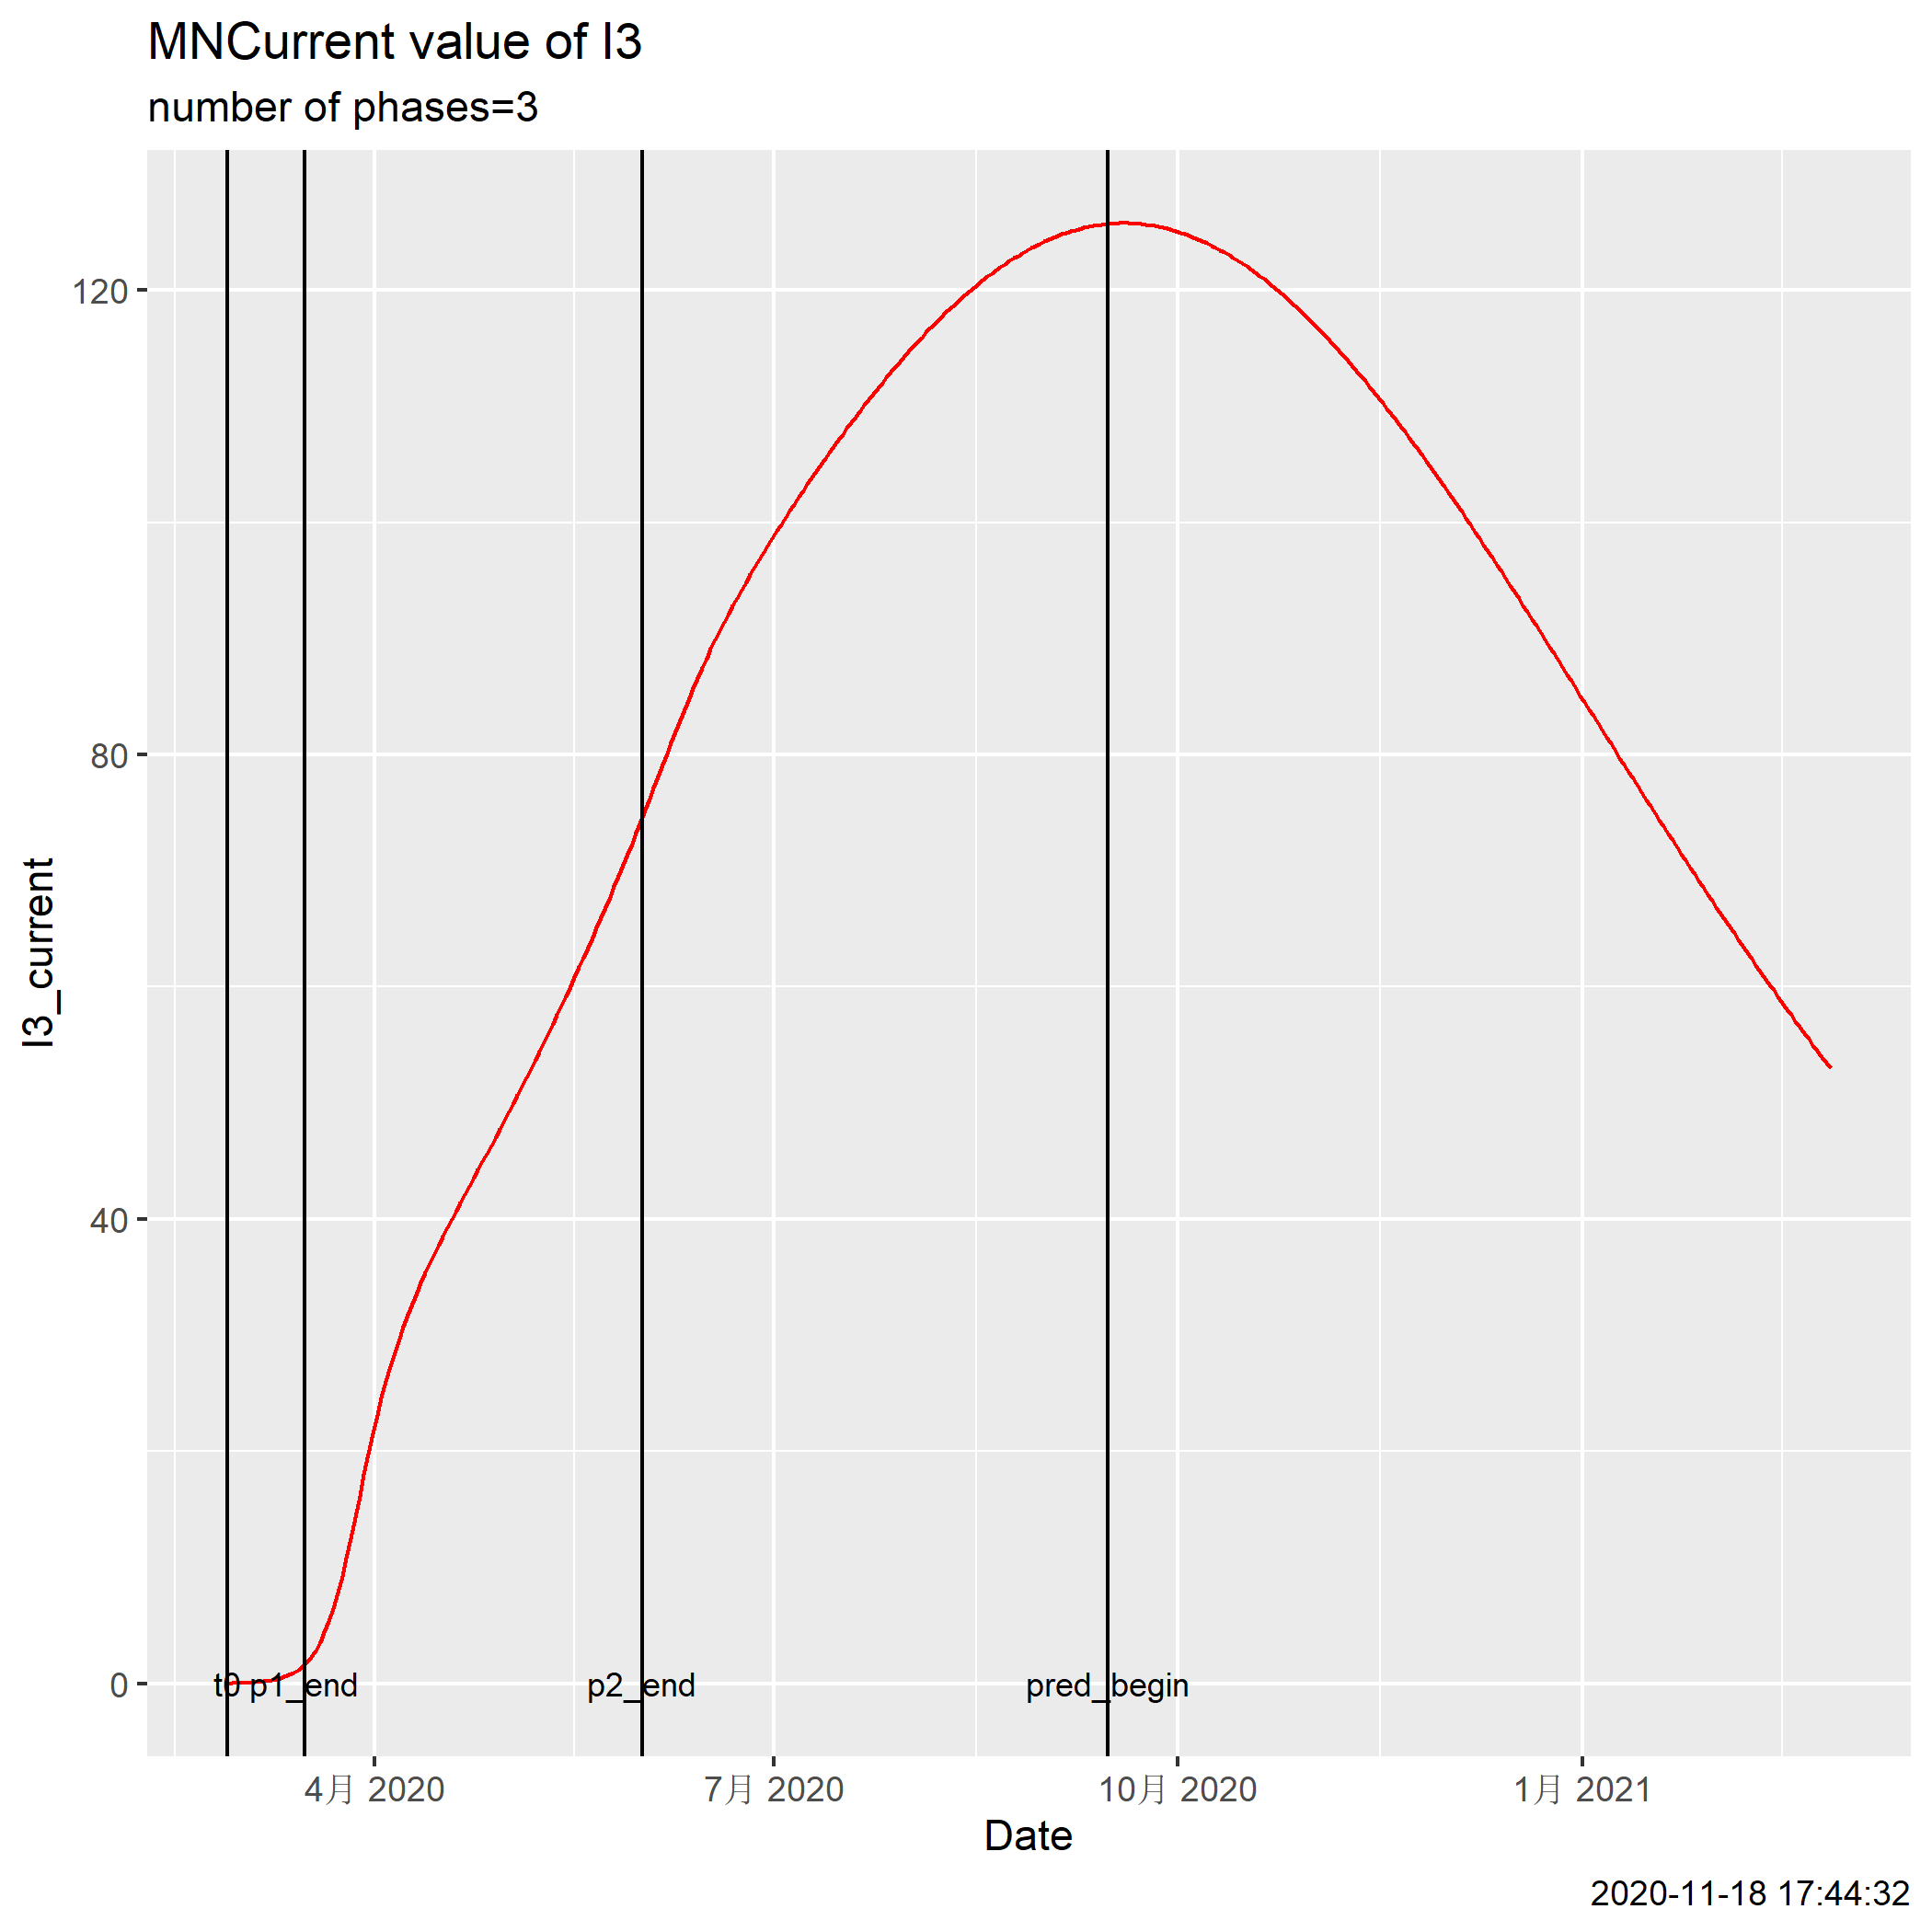 MNCurrent value of I3
number of phases=3
120
80
40
0
I3_current
t0 p1_end p2_end pred_begin
4月 2020 7月 2020 10月 2020 1月 2021
Date
2020-11-18 17:44:32